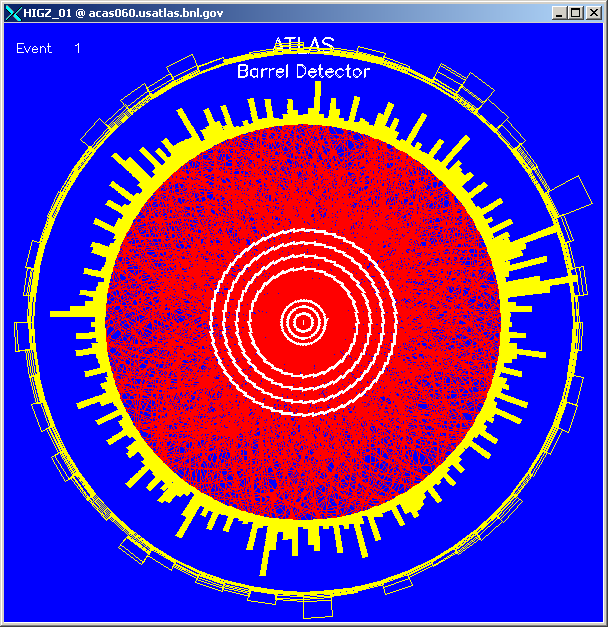 HIGZ_01 @ acas060.usatlas.bnl.gov
ATLAS
Event 1
Barrel Detector